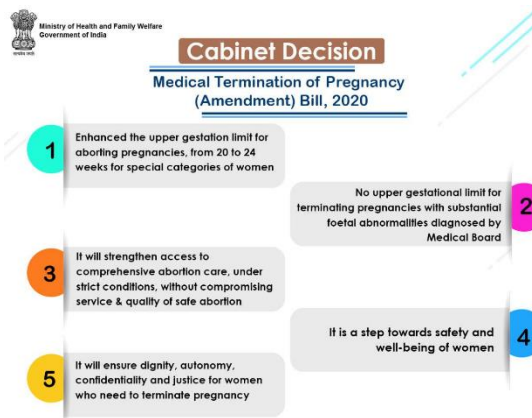 Ministry of Health and Family Welfare
Government of India
सत्यमेव जयते
Cabinet Decision
Medical Termination of Pregnancy
(Amendment) Bill, 2020
1
Enhanced the upper gestation limit for
aborting pregnancies, from 20 to 24
weeks for special categories of women
No upper gestational limit for
terminating pregnancies with substantial
foetal abnormalities diagnosed by
Medical Board
2
3
It will strengthen access to
comprehensive abortion care, under
strict conditions, without compromising
service & quality of safe abortion
It is a step towards safety and
well-being of women
4
5
It will ensure dignity, autonomy,
confidentiality and justice for women
who need to terminate pregnancy